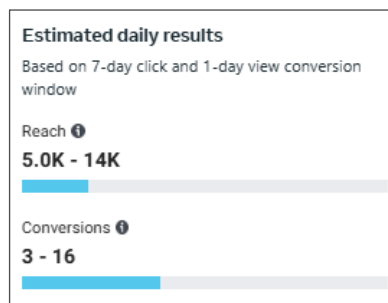 Estimated daily results
Based on 7-day click and 1-day view conversion
window
Reach
5.0K - 14K
Conversions
3 - 16